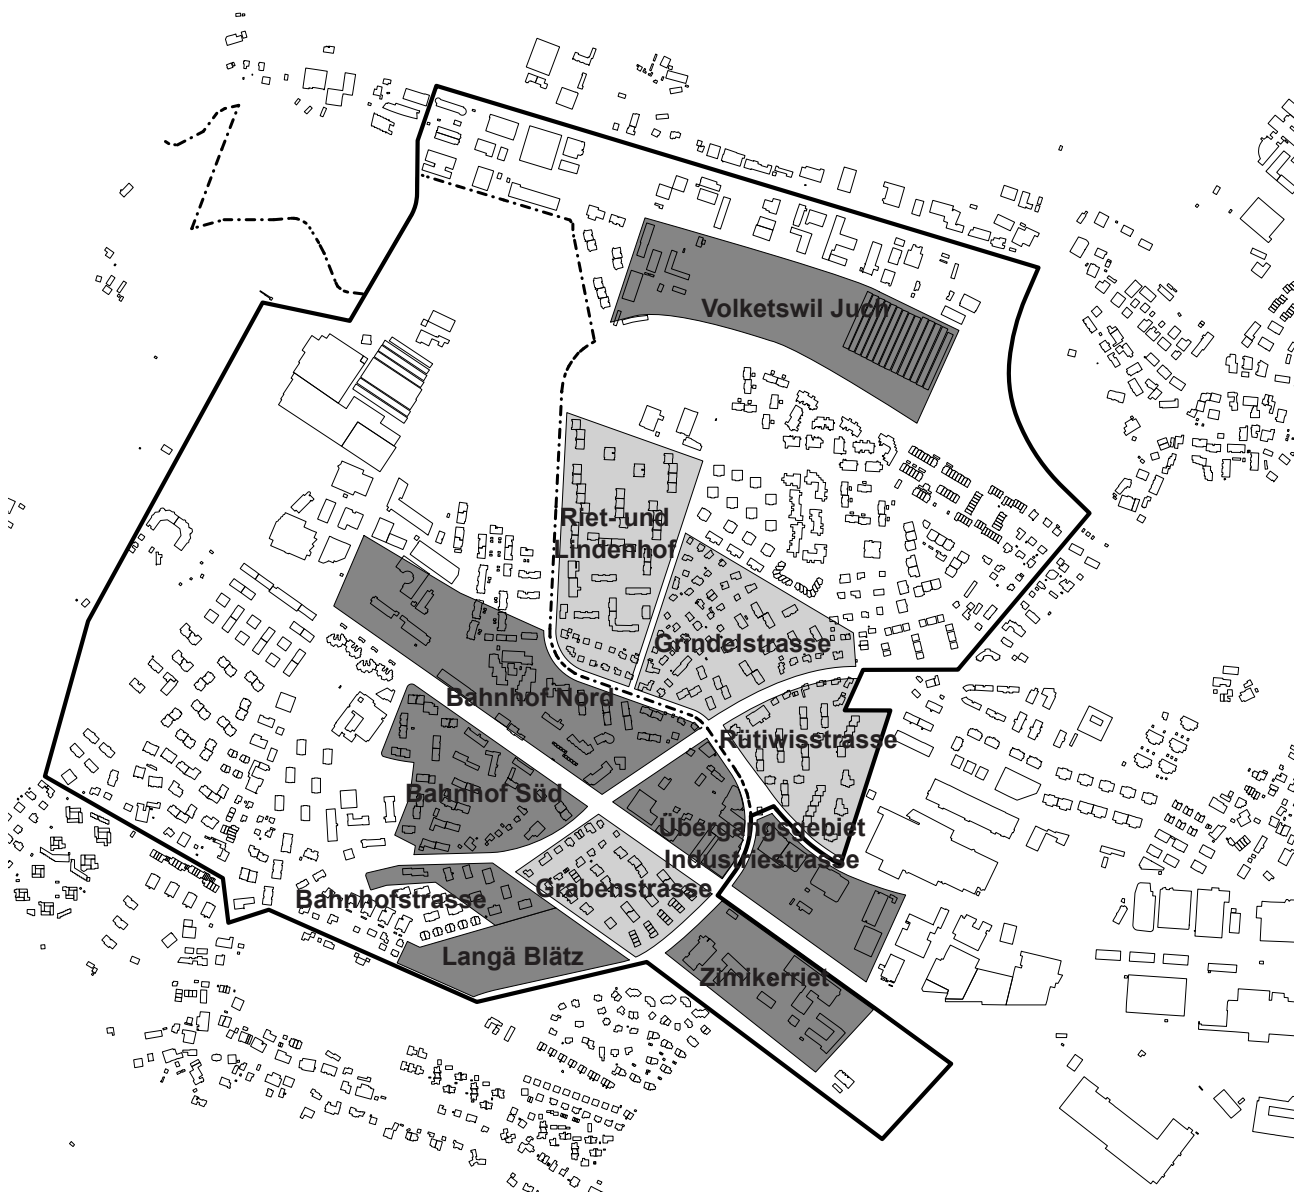 Volketswil Juch
Riet- und
Lindenhof
Grindelstrasse
Bahnhof Nord
Rütiwisstrasse
Bahnhof Süd
Übergangsgebiet
Industriestrasse
Grabenstrasse
Bahnhofstrasse
Langä Blätz
Zimikerriet